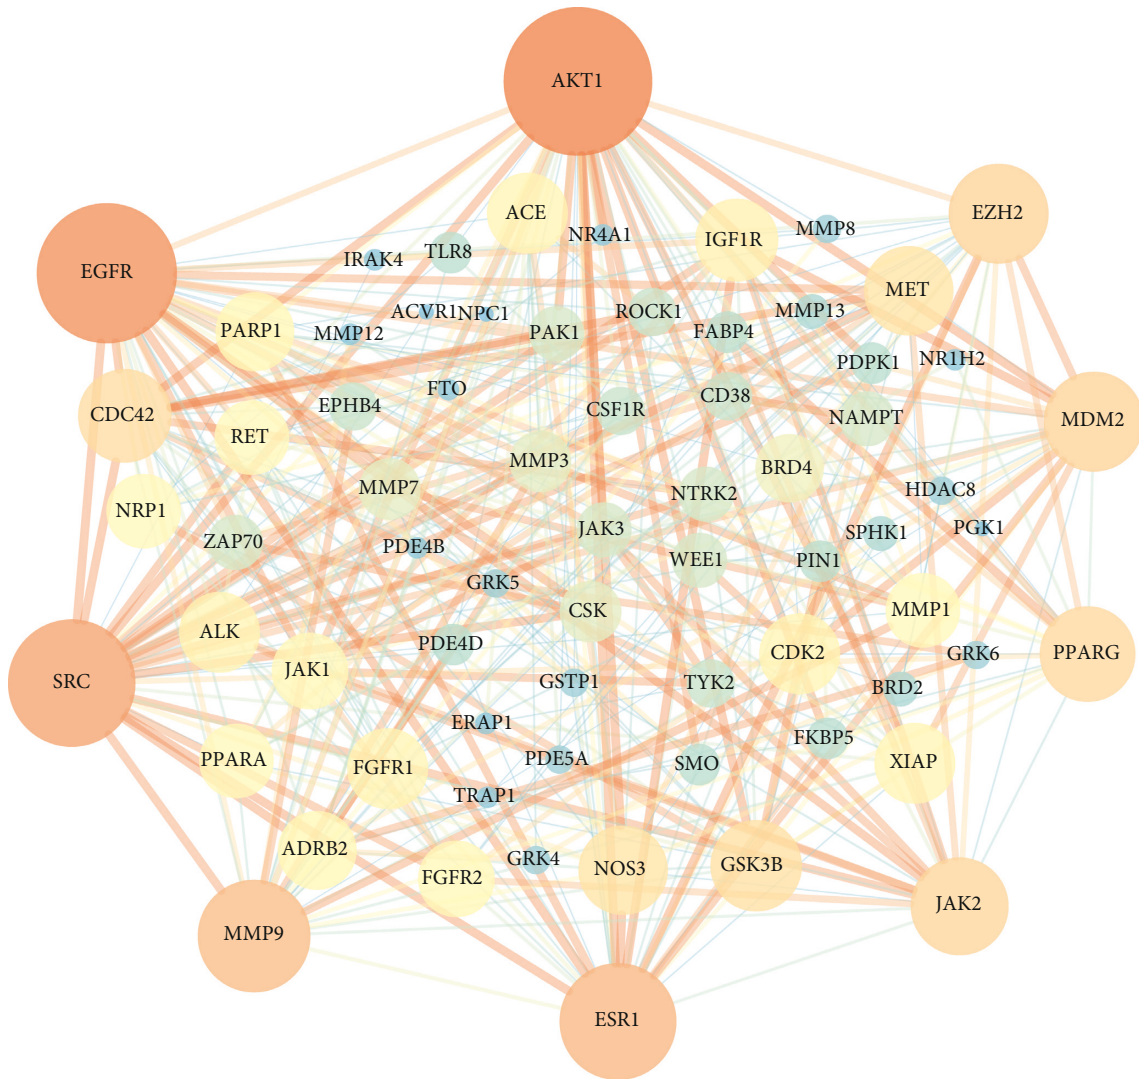 AKT1
ACE
EZH2
IGF1R
MMP8
NR4A1
TLR8
IRAK4
EGFR
MET
ACVR1
NPC1
MMP13
ROCK1
PARP1
MMP12
PAK1
FABP4
PDPK1
NR1H2
FTO
CD38
EPHB4
CSF1R
CDC42
NAMPT
MDM2
RET
MMP3
BRD4
MMP7
NTRK2
HDAC8
NRP1
ZAP70
JAK3
SPHK1
PGK1
PDE4B
WEE1
PIN1
GRK5
CSK
MMP1
ALK
PDE4D
CDK2
PPARG
GRK6
JAK1
SRC
GSTP1
TYK2
BRD2
ERAP1
FKBP5
PPARA
FGFR1
PDE5A
SMO
XIAP
TRAP1
ADRB2
GRK4
NOS3
GSK3B
FGFR2
JAK2
MMP9
ESR1